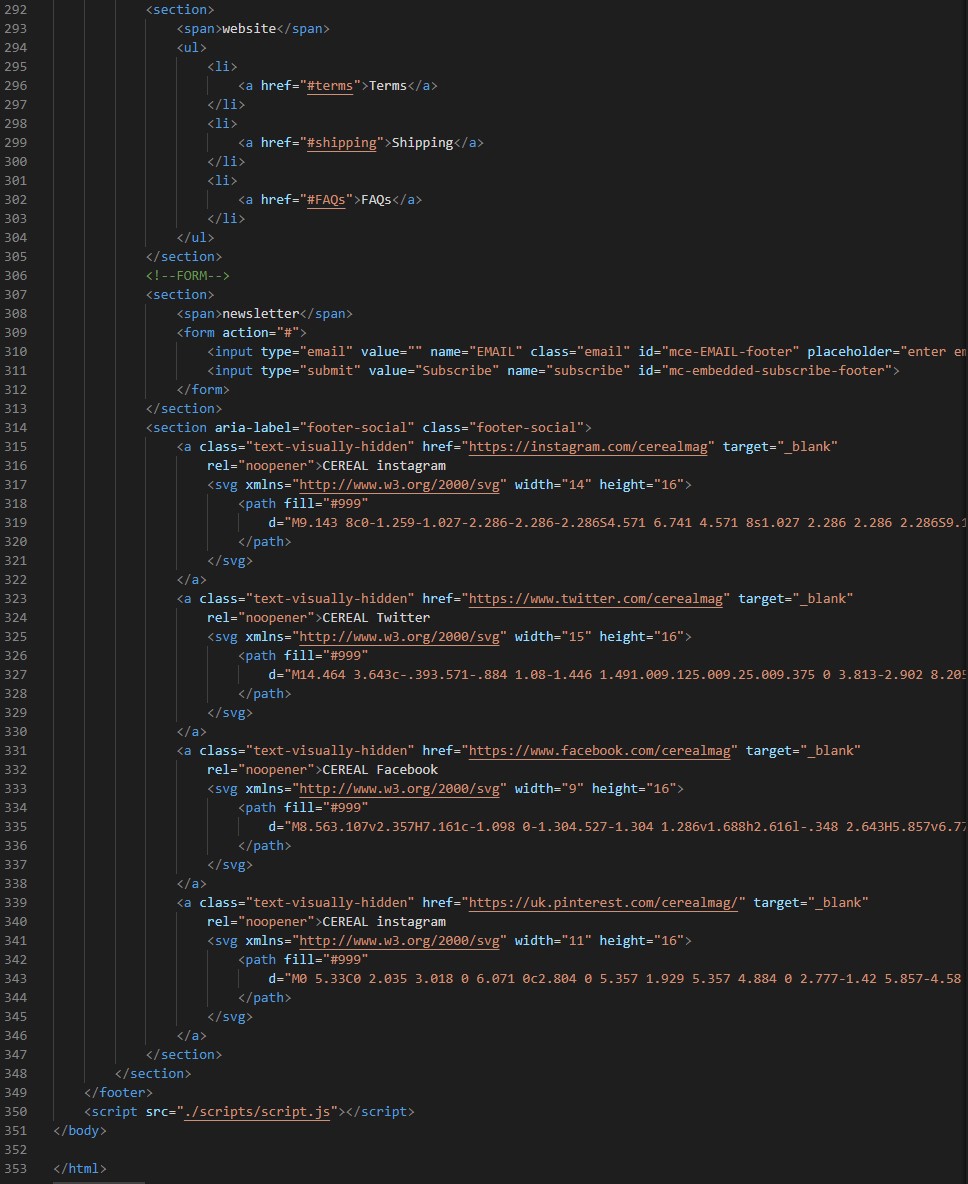 292 <section>
293 <span>website</span>
294 <ul>
295 <li>
296 <a href="#terms">Terms</a>
297 </li>
298 <li>
299 <a href="#shipping">Shipping</a>
300 </li>
301 <li>
302 <a href="#FAQs">FAQs</a>
303 </li>
304 </ul>
305 </section>
306 <!--FORM-->
307 <section>
308 <span>newsletter</span>
309 <form action="#">
310 <input type="email" value="" name="EMAIL" class="email" id="mce-EMAIL-footer" placeholder="enter em
311 <input type="submit" value="Subscribe" name="subscribe" id="mc-embedded-subscribe-footer">
312 </form>
313 </section>
314 <section aria-label="footer-social" class="footer-social">
315 <a class="text-visually-hidden" href="https://instagram.com/cerealmag" target="_blank"
316 rel="noopener">CEREAL instagram
317 <svg xmlns="http://www.w3.org/2000/svg" width="14" height="16">
318 <path fill="#999"
319 d="M9.143 8c0-1.259-1.027-2.286-2.286-2.286S4.571 6.741 4.571 8s1.027 2.286 2.286 2.286S9.1
320 </path>
321 </svg>
322 </a>
323 <a class="text-visually-hidden" href="https://www.twitter.com/cerealmag" target="_blank"
324 rel="noopener">CEREAL Twitter
325 <svg xmlns="http://www.w3.org/2000/svg" width="15" height="16">
326 <path fill="#999"
327 d="M14.464 3.643c-.393.571-.884 1.08-1.446 1.491.009.125.009.25.009.375 0 3.813-2.902 8.205
328 </path>
329 </svg>
330 </a>
331 <a class="text-visually-hidden" href="https://www.facebook.com/cerealmag" target="_blank"
332 rel="noopener">CEREAL Facebook
333 <svg xmlns="http://www.w3.org/2000/svg" width="9" height="16">
334 <path fill="#999"
335 d="M8.563.107v2.357H7.161c-1.098 0-1.304.527-1.304 1.286v1.688h2.616l-.348 2.643H5.857v6.77
336 </path>
337 </svg>
338 </a>
339 <a class="text-visually-hidden" href="https://uk.pinterest.com/cerealmag/" target="_blank"
340 rel="noopener">CEREAL instagram
341 <svg xmlns="http://www.w3.org/2000/svg" width="11" height="16">
342 <path fill="#999"
343 d="M0 5.33C0 2.035 3.018 0 6.071 0c2.804 0 5.357 1.929 5.357 4.884 0 2.777-1.42 5.857-4.58
344 </path>
345 </svg>
346 </a>
347 </section>
348 </section>
349 </footer>
350 <script src="./scripts/script.js"></script>
351 </body>
352
353 </html>